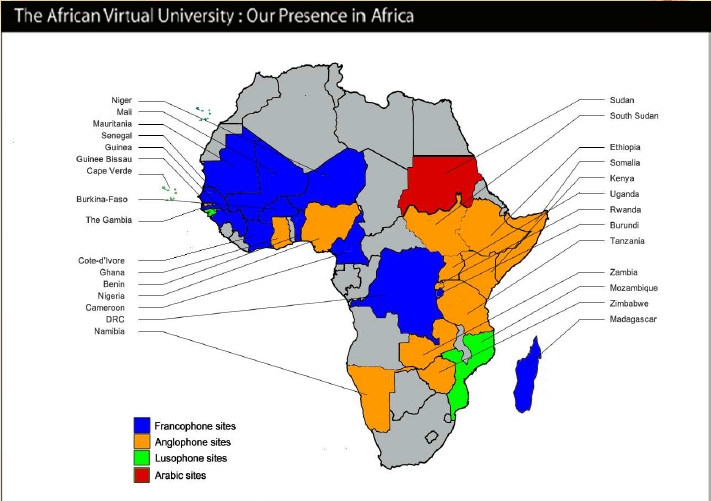 The African Virtual University : Our Presence in Africa
Niger
Mali
Mauritania
Senegal
Guinea
Guinee Bissau
Cape Verde
Burkina-Faso
The Gambia
Cote-d'Ivore
Ghana
Benin
Nigeria
Cameroon
DRC
Namibia
Sudan
South Sudan
Ethiopia
Somalia
Kenya
Uganda
Rwanda
Burundi
Tanzania
Zambia
Mozambique
Zimbabwe
Madagascar
Francophone sites
Anglophone sites
Lusophone sites
Arabic sites